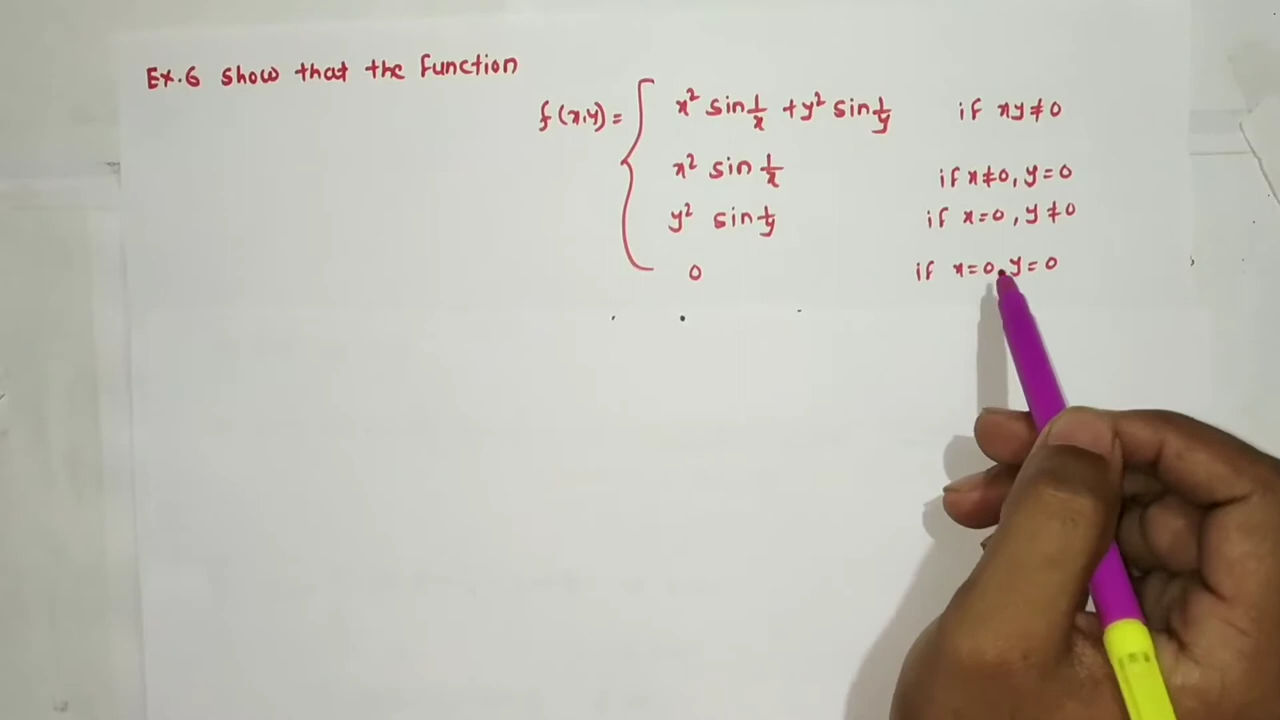 Ex.6 show that the function
f(x,y) = { x² sin 1/x + y² sin 1/y if xy ≠ 0
x² sin 1/x if x≠0, y=0
y² sin 1/y if x=0, y≠0
0 if x=0, y=0